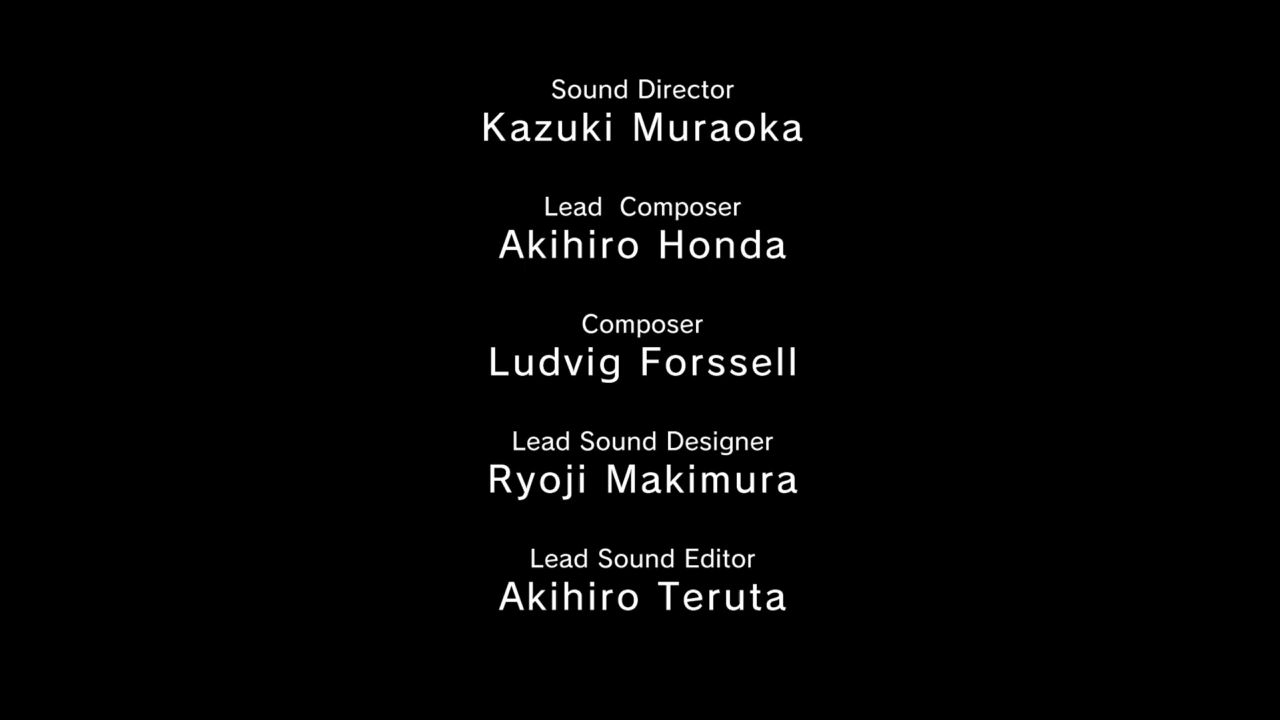 Sound Director
Kazuki Muraoka
Lead  Composer
Akihiro Honda
Composer
Ludvig Forssell
Lead Sound Designer
Ryoji Makimura
Lead Sound Editor
Akihiro Teruta